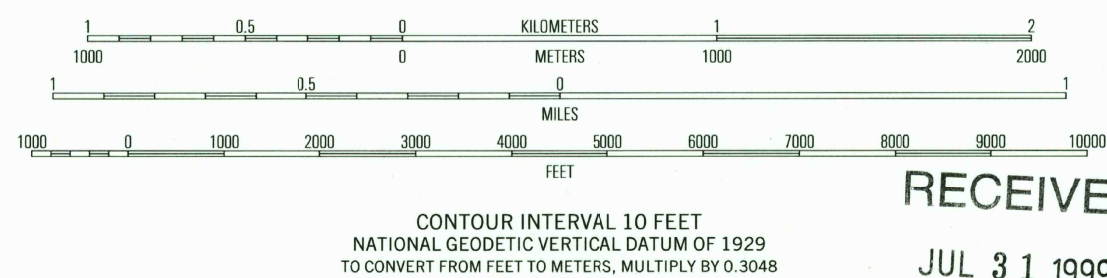 1 0.5 0 KILOMETERS 1 2
1000 0 METERS 1000 2000
1 0.5 0 1
MILES
1000 0 1000 2000 3000 4000 5000 6000 7000 8000 9000 10000
FEET
CONTOUR INTERVAL 10 FEET
NATIONAL GEODETIC VERTICAL DATUM OF 1929
TO CONVERT FROM FEET TO METERS, MULTIPLY BY 0.3048
RECEIVE
JUL 31 1999